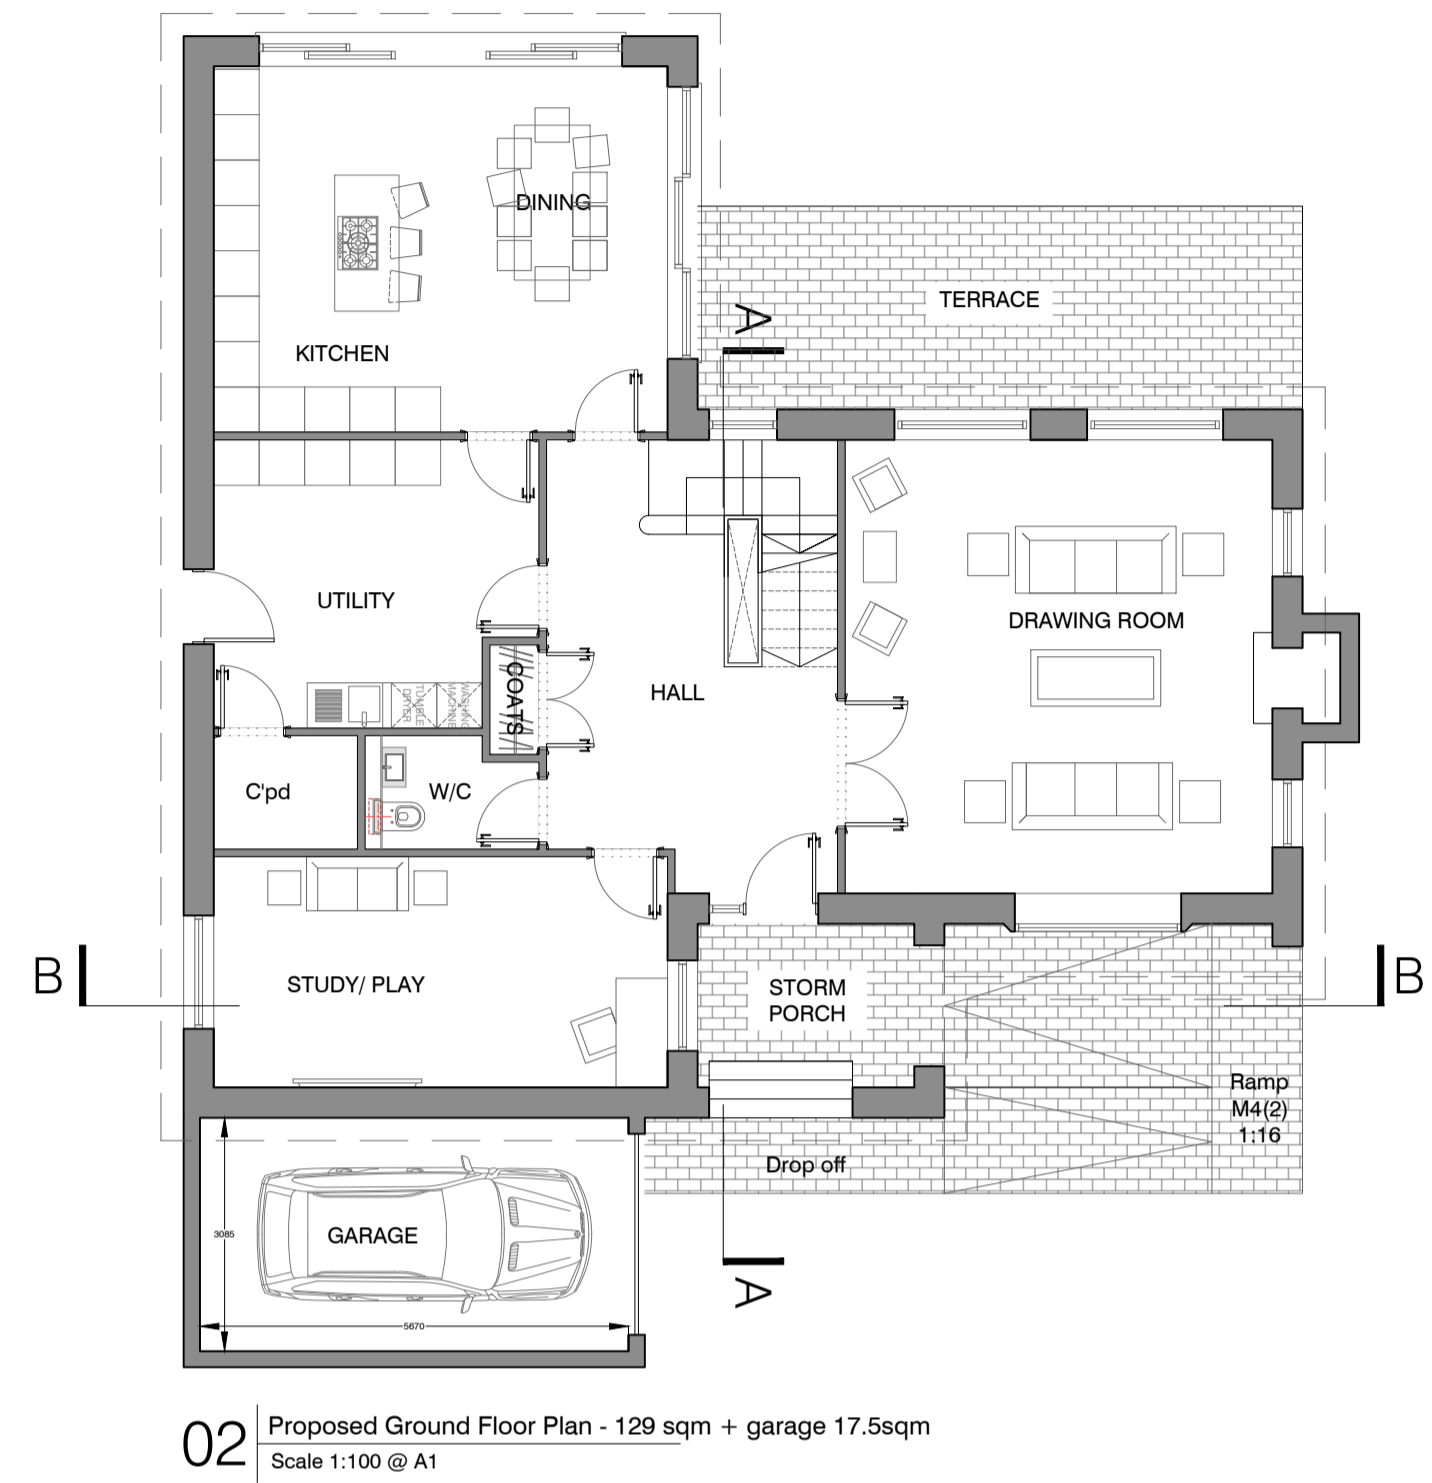 DINING
TERRACE
A
KITCHEN
UTILITY
DRAWING ROOM
COATS
HALL
TUMBLE
DRYER
WASHING
MACHINE
C'pd
W/C
B
STUDY/ PLAY
STORM
PORCH
B
Ramp
M4(2)
1:16
Drop off
3085
GARAGE
5670
A
02
Proposed Ground Floor Plan - 129 sqm + garage 17.5sqm
Scale 1:100 @ A1